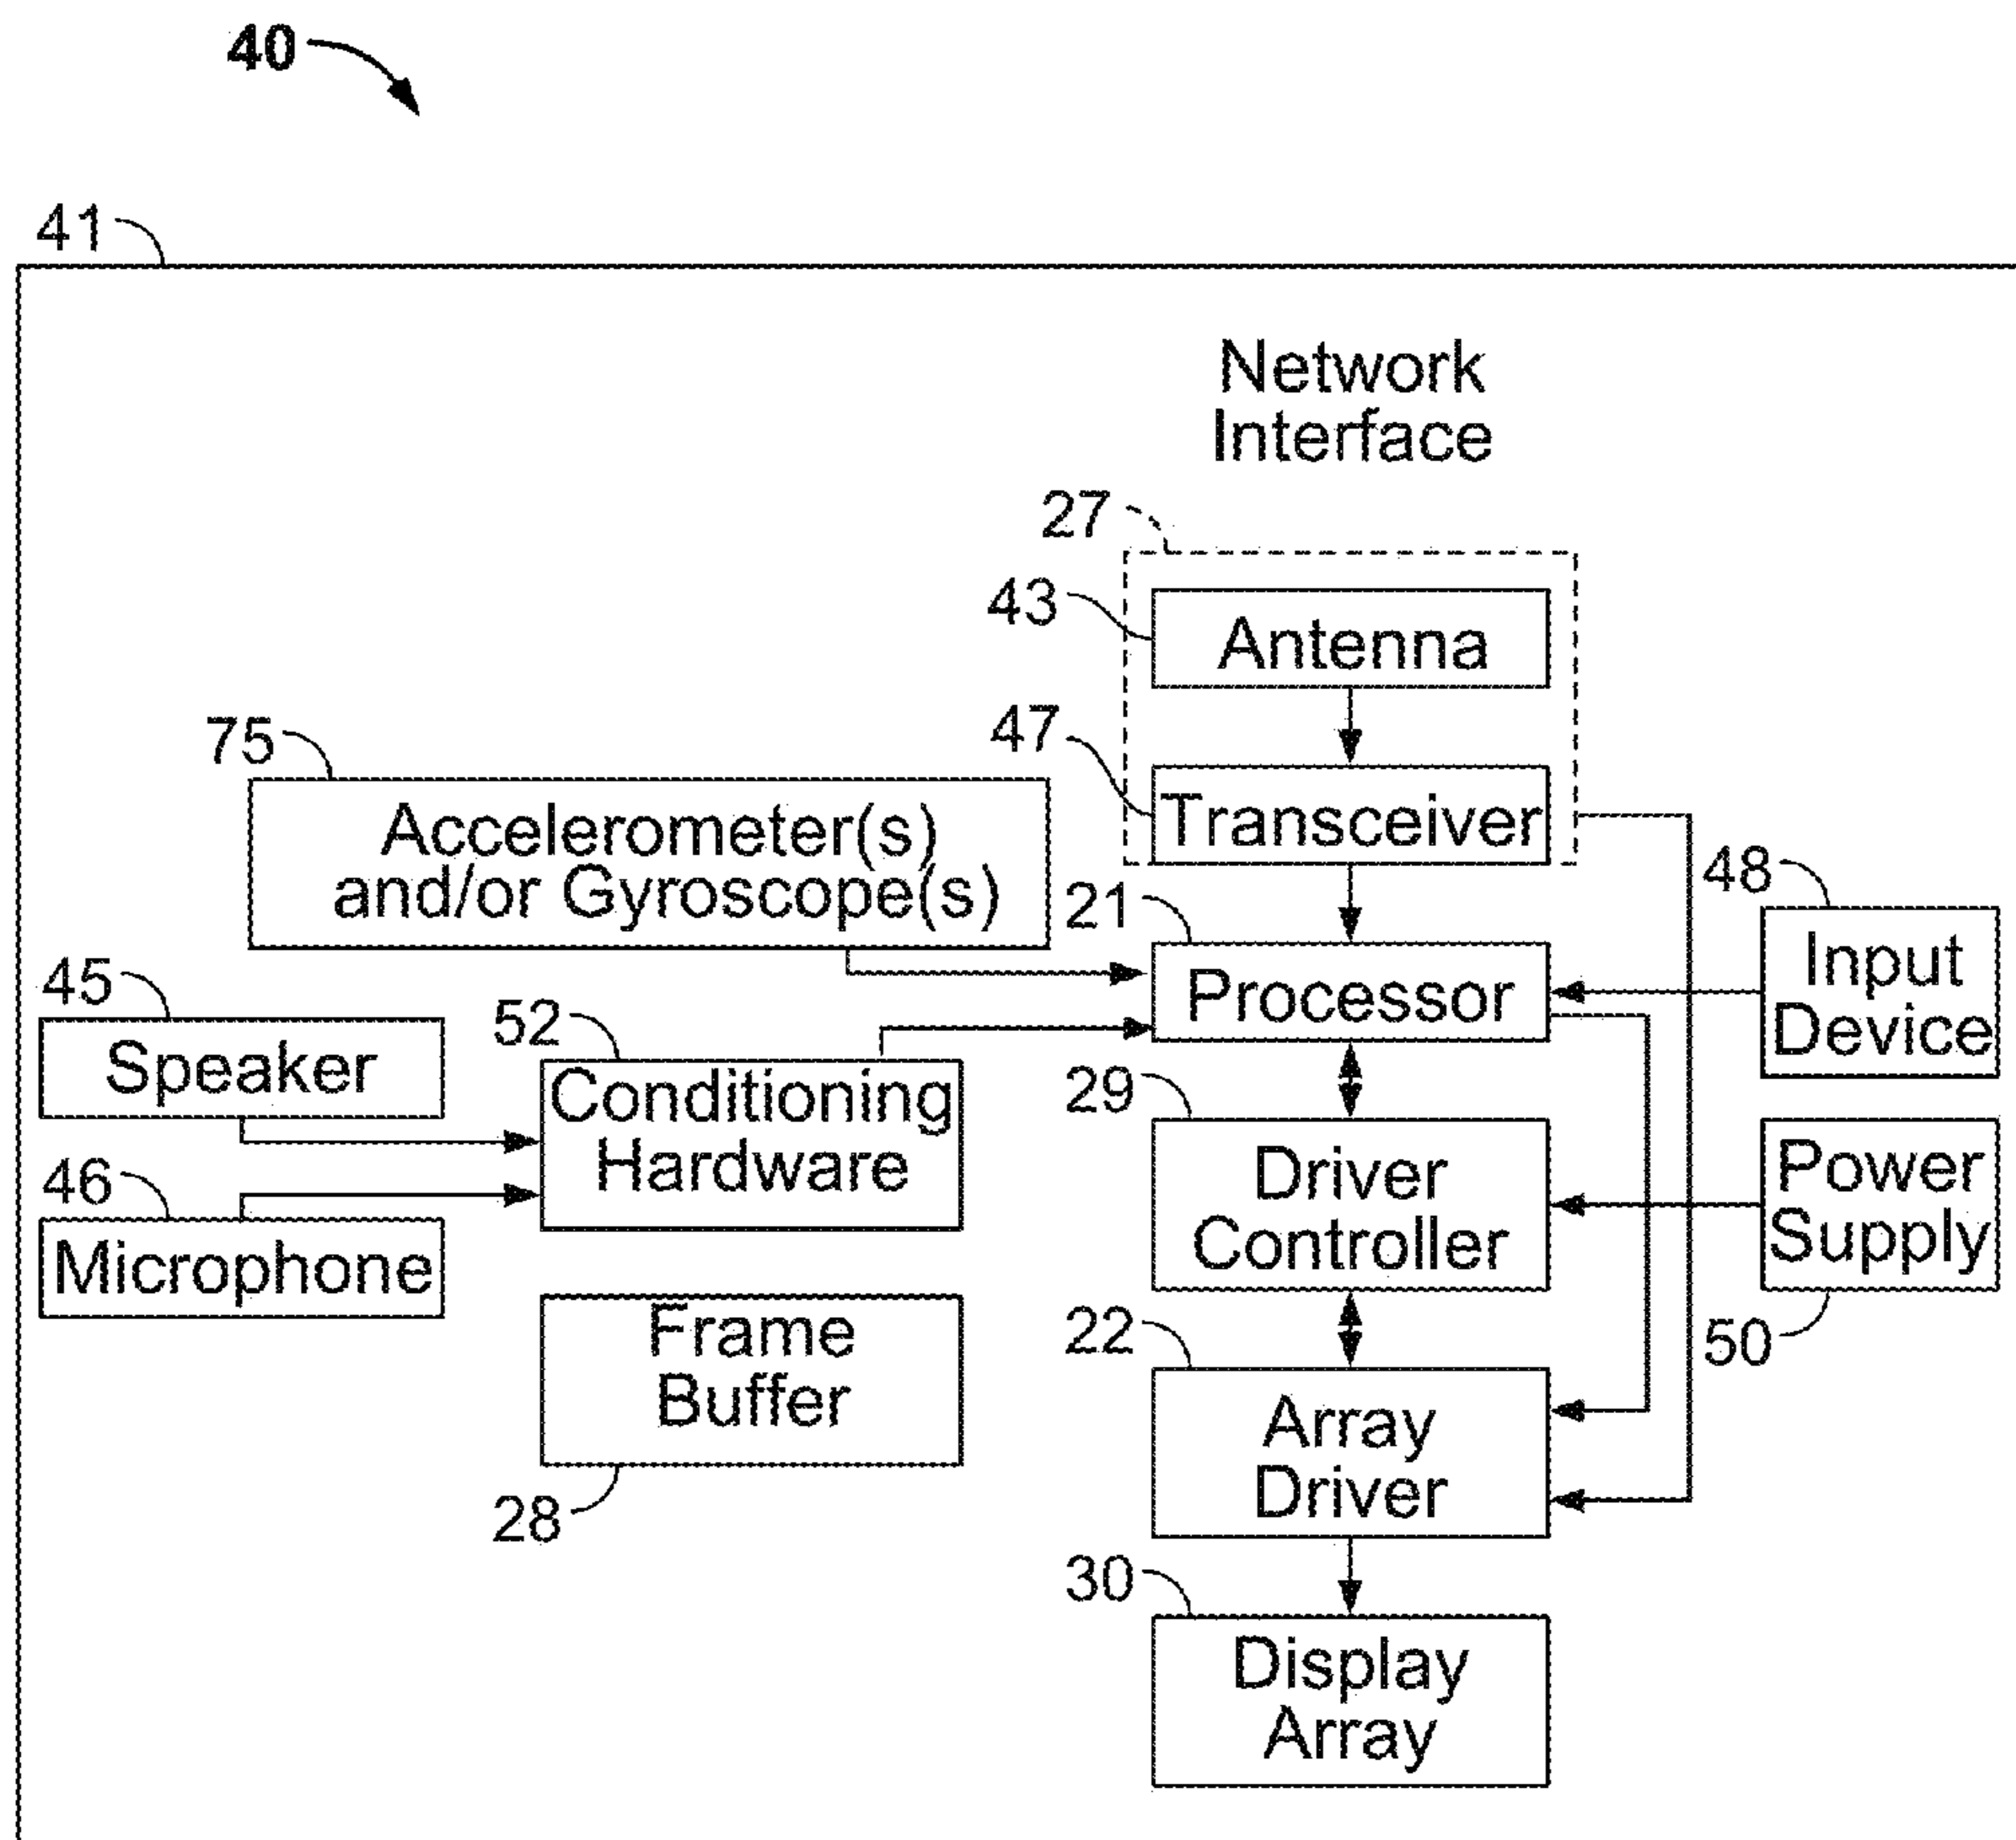 40
41
Network
Interface
27
43
Antenna
47
Transceiver
75
Accelerometer(s)
and/or Gyroscope(s)
21
Processor
48
Input
Device
45
Speaker
52
Conditioning
Hardware
29
Driver
Controller
Power
Supply
50
46
Microphone
Frame
Buffer
28
22
Array
Driver
30
Display
Array